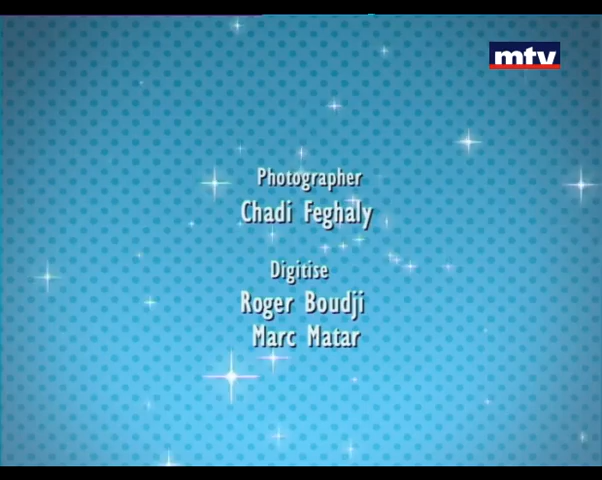 mtv
Photographer
Chadi Feghaly
Digitise
Roger Boudji
Marc Matar